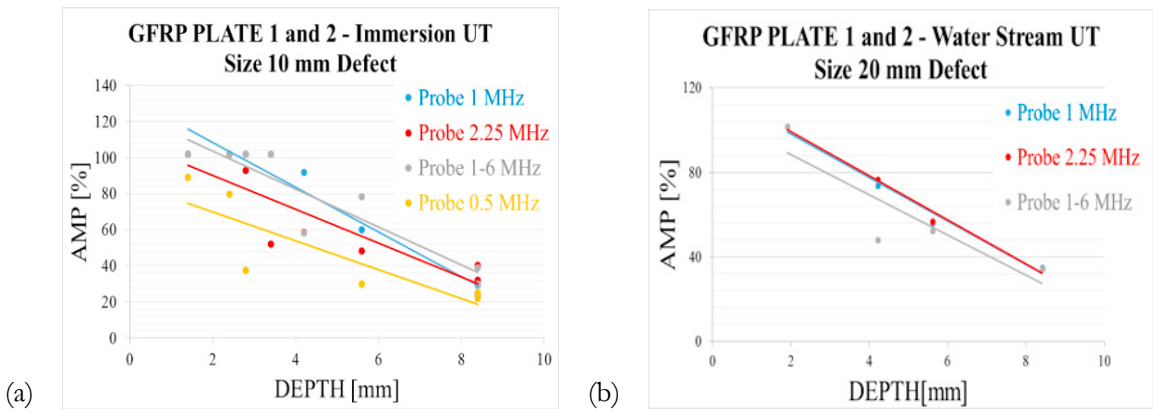 GFRP PLATE 1 and 2 - Immersion UT
Size 10 mm Defect
140
120
100
80
60
40
20
0
AMP [%]
Probe 1 MHz
Probe 2.25 MHz
Probe 1-6 MHz
Probe 0.5 MHz
0 2 4 6 8 10
DEPTH [mm]
(a)
GFRP PLATE 1 and 2 - Water Stream UT
Size 20 mm Defect
120
80
40
0
AMP [%]
Probe 1 MHz
Probe 2.25 MHz
Probe 1-6 MHz
0 2 4 6 8 10
DEPTH[mm]
(b)